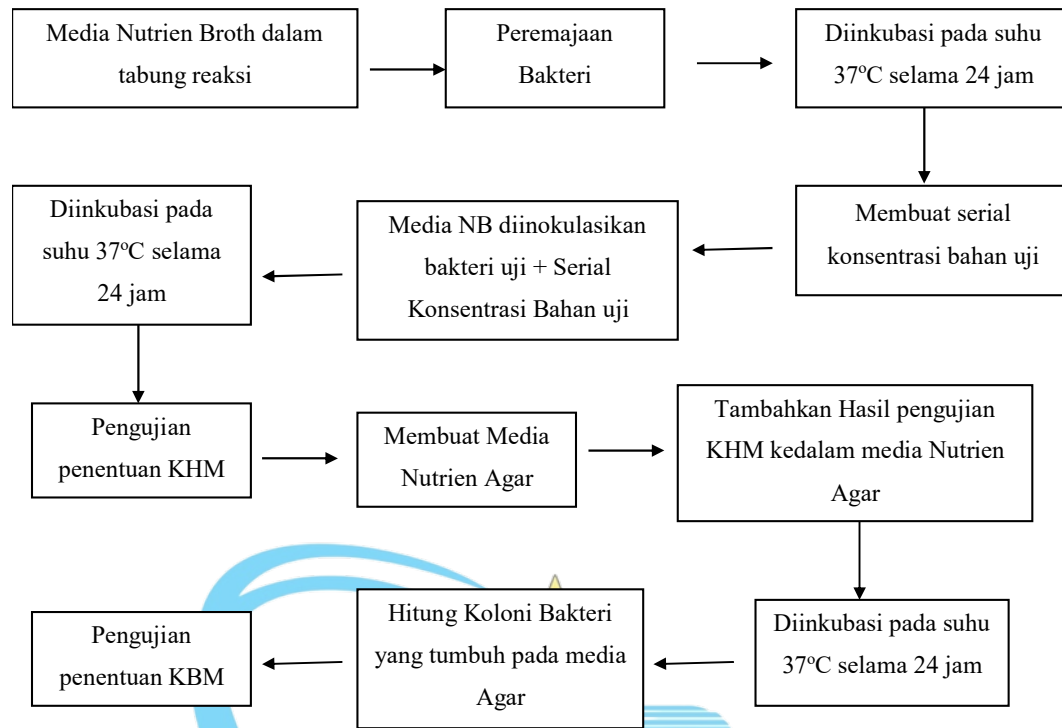 Media Nutrien Broth dalam
tabung reaksi
Peremajaan
Bakteri
Diinkubasi pada suhu
37°C selama 24 jam
Membuat serial
konsentrasi bahan uji
Media NB diinokulasikan
bakteri uji + Serial
Konsentrasi Bahan uji
Diinkubasi pada
suhu 37°C selama
24 jam
Pengujian
penentuan KHM
Membuat Media
Nutrien Agar
Tambahkan Hasil pengujian
KHM kedalam media Nutrien
Agar
Diinkubasi pada suhu
37°C selama 24 jam
Hitung Koloni Bakteri
yang tumbuh pada media
Agar
Pengujian
penentuan KBM